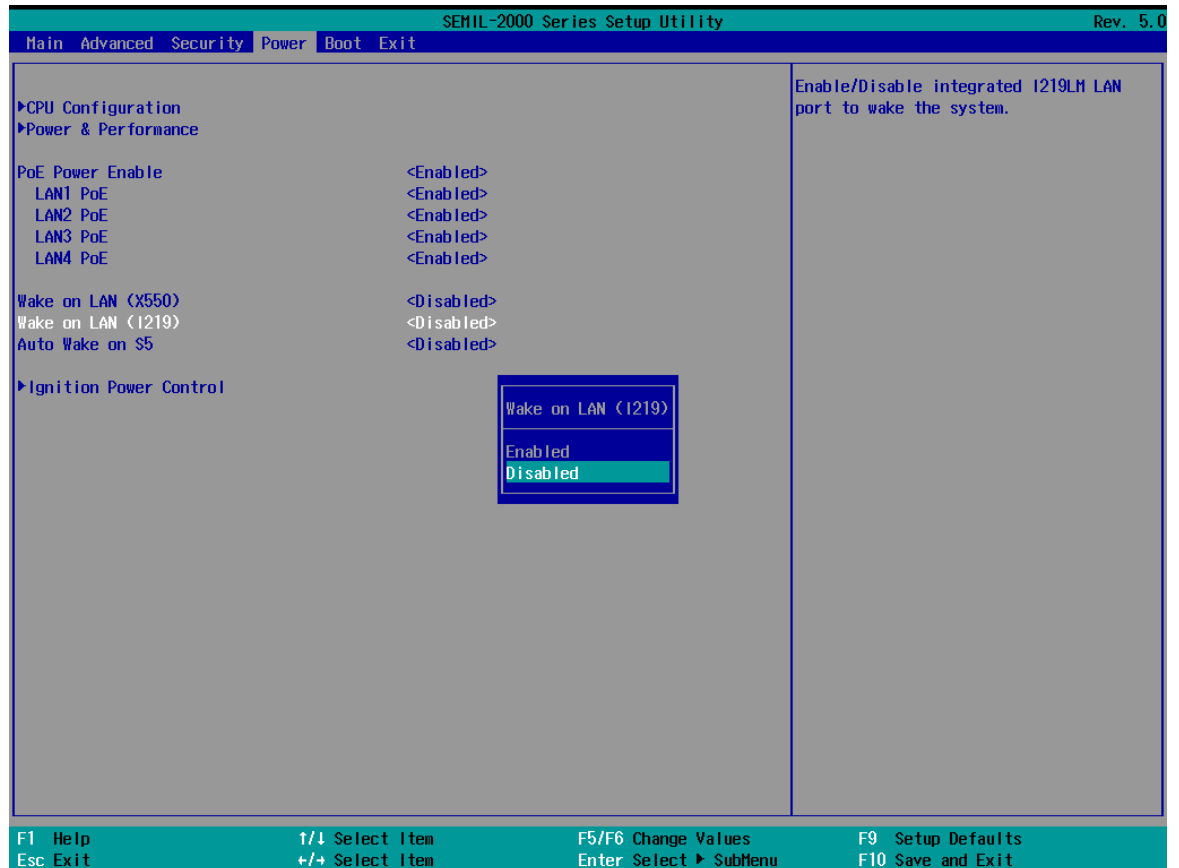 SEMIL-2000 Series Setup Utility Rev. 5.0
Main Advanced Security Power Boot Exit
Enable/Disable integrated I219LM LAN
port to wake the system.
▶CPU Configuration
▶Power & Performance
PoE Power Enable <Enabled>
LAN1 PoE <Enabled>
LAN2 PoE <Enabled>
LAN3 PoE <Enabled>
LAN4 PoE <Enabled>
Wake on LAN (X550) <Disabled>
Wake on LAN (I219) <Disabled>
Auto Wake on S5 <Disabled>
▶Ignition Power Control
Wake on LAN (I219)
Enabled
Disabled
F1 Help ↑/↓ Select Item F5/F6 Change Values F9 Setup Defaults
Esc Exit ←/→ Select Item Enter Select ▶ SubMenu F10 Save and Exit